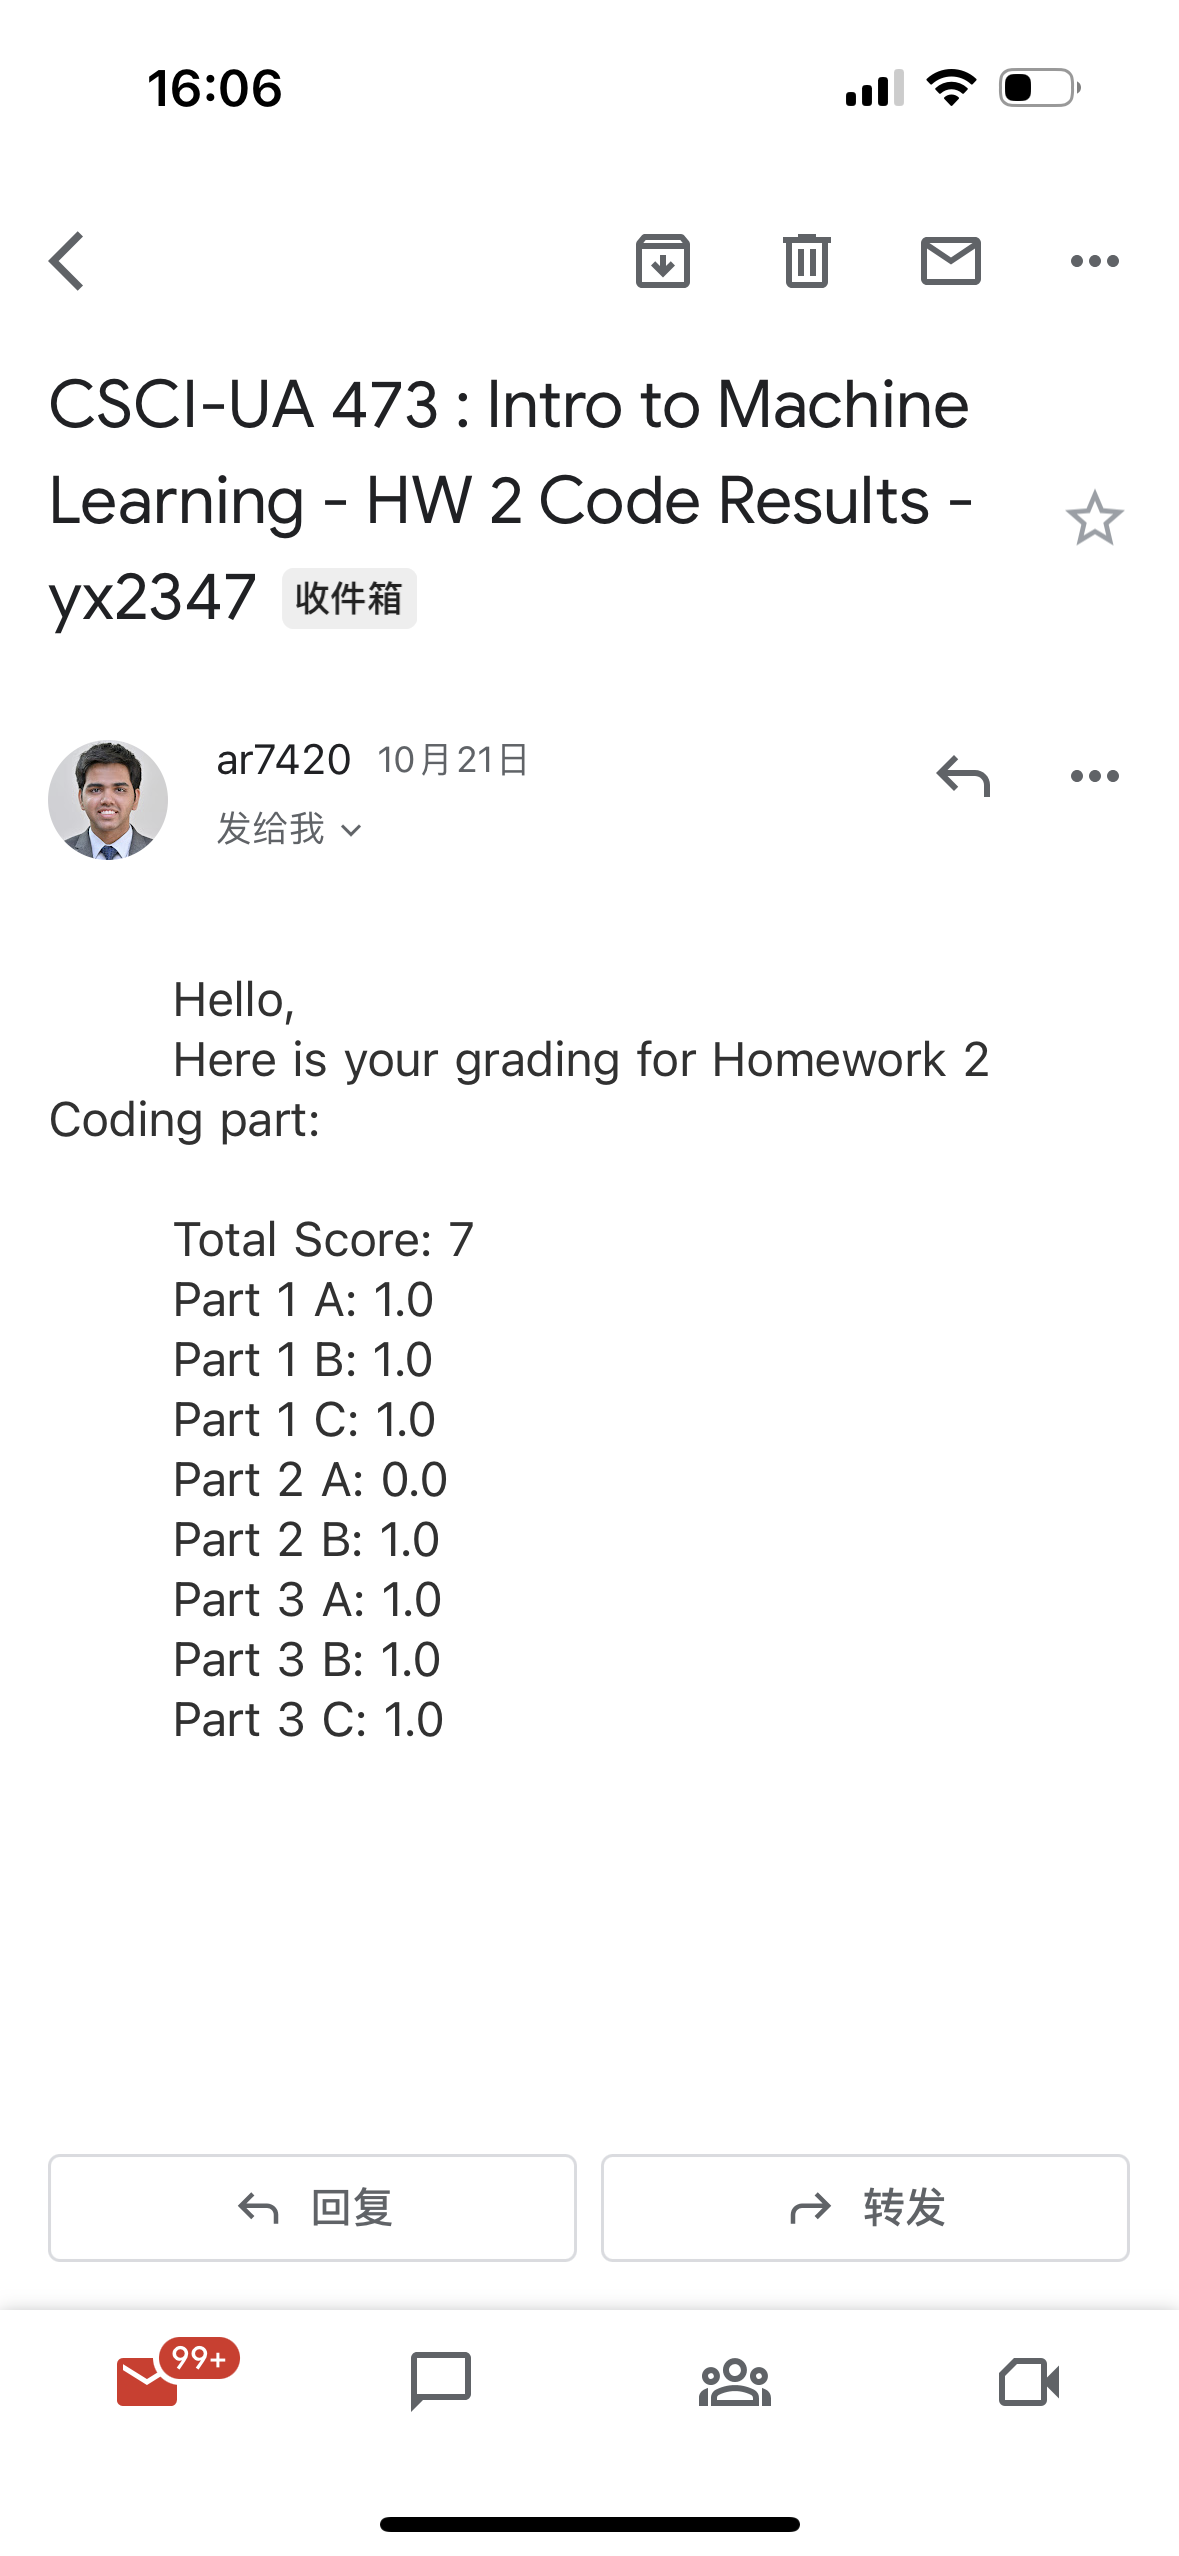 16:06
CSCI-UA 473 : Intro to Machine
Learning - HW 2 Code Results -
yx2347 收件箱
ar7420 10月21日
发给我
Hello,
Here is your grading for Homework 2
Coding part:
Total Score: 7
Part 1 A: 1.0
Part 1 B: 1.0
Part 1 C: 1.0
Part 2 A: 0.0
Part 2 B: 1.0
Part 3 A: 1.0
Part 3 B: 1.0
Part 3 C: 1.0
回复 转发
99+